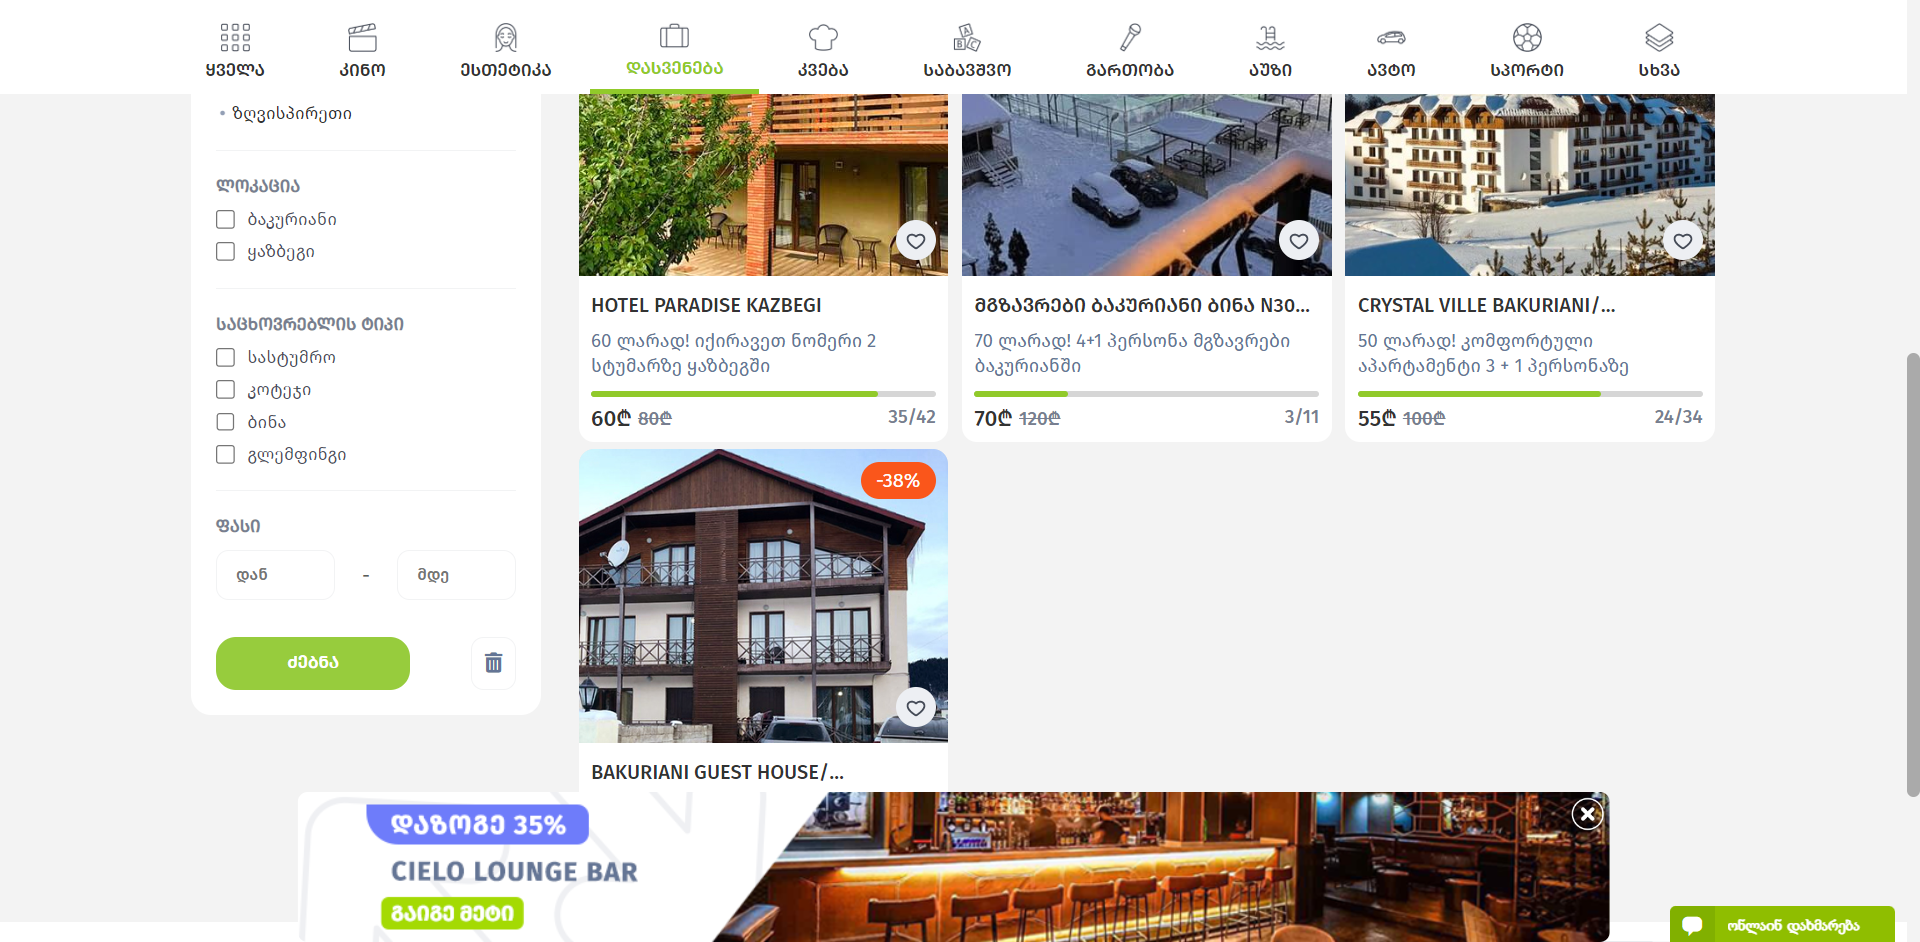 ყველა
კინო
ესთეტიკა
დასვენება
კვება
საბავშვო
გართობა
აუზი
ავტო
სპორტი
სხვა
• ზღვისპირეთი
ლოკაცია
ბაკურიანი
ყაზბეგი
საცხოვრებლის ტიპი
სასტუმრო
კოტეჯი
ბინა
გლემფინგი
ფასი
დან - მდე
ძებნა
HOTEL PARADISE KAZBEGI
60 ლარად! იქირავეთ ნომერი 2
სტუმარზე ყაზბეგში
60₾ 80₾ 35/42
მგზავრები ბაკურიანი ბინა N30...
70 ლარად! 4+1 პერსონა მგზავრები
ბაკურიანში
70₾ 120₾ 3/11
CRYSTAL VILLE BAKURIANI/...
50 ლარად! კომფორტული
აპარტამენტი 3 + 1 პერსონაზე
55₾ 100₾ 24/34
-38%
BAKURIANI GUEST HOUSE/...
დაზოგე 35%
CIELO LOUNGE BAR
გაიგე მეტი
ონლაინ დახმარება